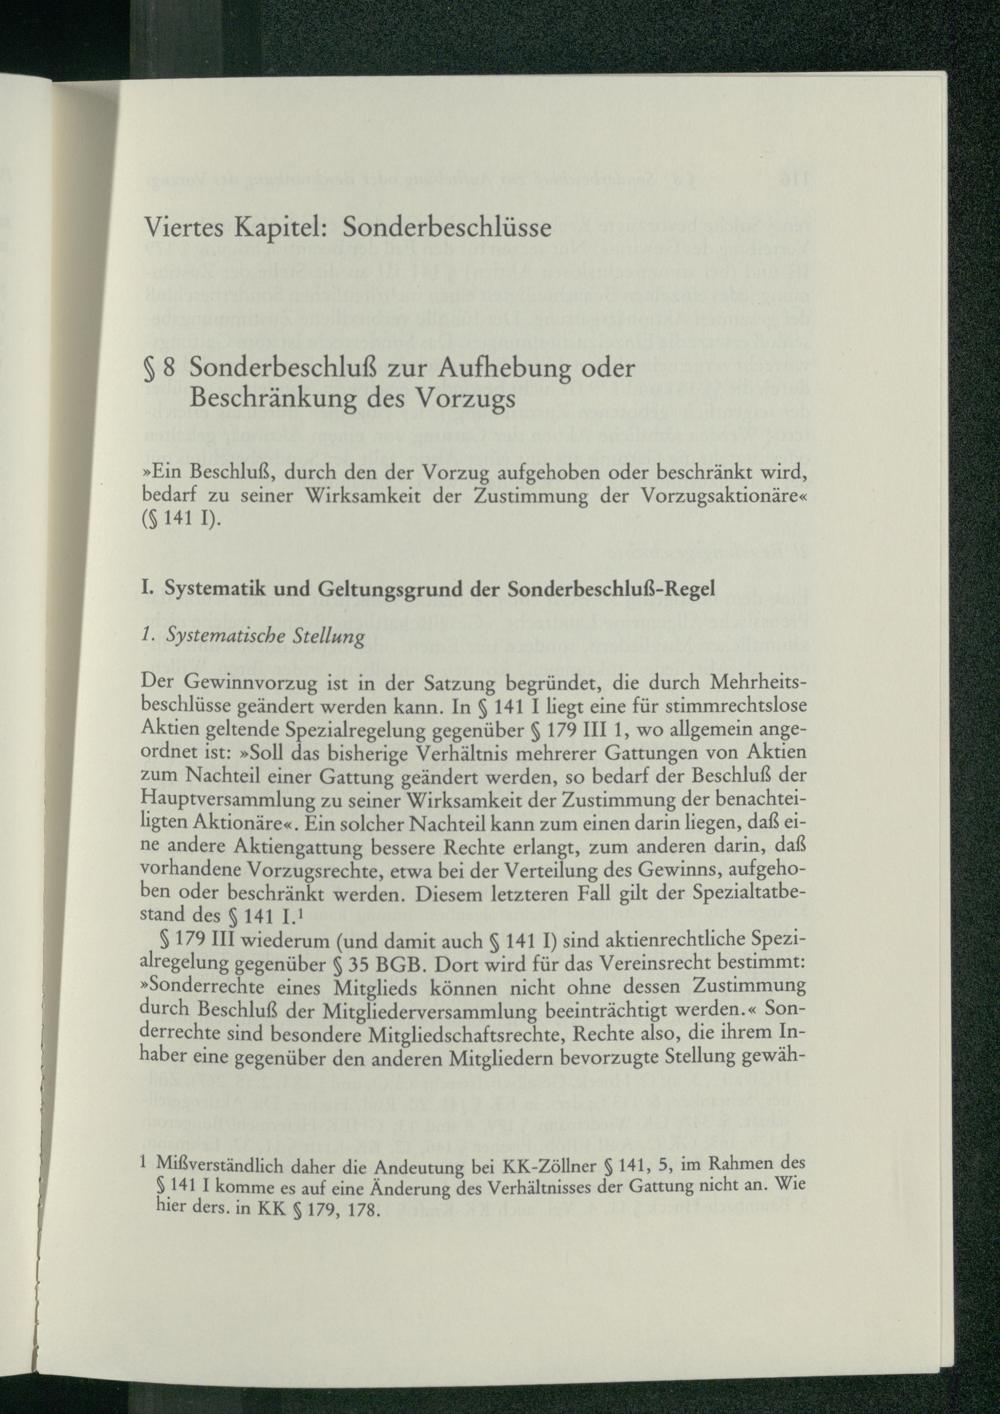 Viertes Kapitel: Sonderbeschlüsse
§ 8 Sonderbeschluß zur Aufhebung oder
Beschränkung des Vorzugs
»Ein Beschluß, durch den der Vorzug aufgehoben oder beschränkt wird,
bedarf zu seiner Wirksamkeit der Zustimmung der Vorzugsaktionäre«
(§ 141 I).
I. Systematik und Geltungsgrund der Sonderbeschluß-Regel
1. Systematische Stellung
Der Gewinnvorzug ist in der Satzung begründet, die durch Mehrheits-
beschlüsse geändert werden kann. In § 141 I liegt eine für stimmrechtslose
Aktien geltende Spezialregelung gegenüber § 179 III 1, wo allgemein ange-
ordnet ist: »Soll das bisherige Verhältnis mehrerer Gattungen von Aktien
zum Nachteil einer Gattung geändert werden, so bedarf der Beschluß der
Hauptversammlung zu seiner Wirksamkeit der Zustimmung der benachtei-
ligten Aktionäre«. Ein solcher Nachteil kann zum einen darin liegen, daß ei-
ne andere Aktiengattung bessere Rechte erlangt, zum anderen darin, daß
vorhandene Vorzugsrechte, etwa bei der Verteilung des Gewinns, aufgeho-
ben oder beschränkt werden. Diesem letzteren Fall gilt der Spezialtatbe-
stand des § 141 I.¹
§ 179 III wiederum (und damit auch § 141 I) sind aktienrechtliche Spezi-
alregelung gegenüber § 35 BGB. Dort wird für das Vereinsrecht bestimmt:
»Sonderrechte eines Mitglieds können nicht ohne dessen Zustimmung
durch Beschluß der Mitgliederversammlung beeinträchtigt werden.« Son-
derrechte sind besondere Mitgliedschaftsrechte, Rechte also, die ihrem In-
haber eine gegenüber den anderen Mitgliedern bevorzugte Stellung gewäh-
1 Mißverständlich daher die Andeutung bei KK-Zöllner § 141, 5, im Rahmen des
§ 141 I komme es auf eine Änderung des Verhältnisses der Gattung nicht an. Wie
hier ders. in KK § 179, 178.